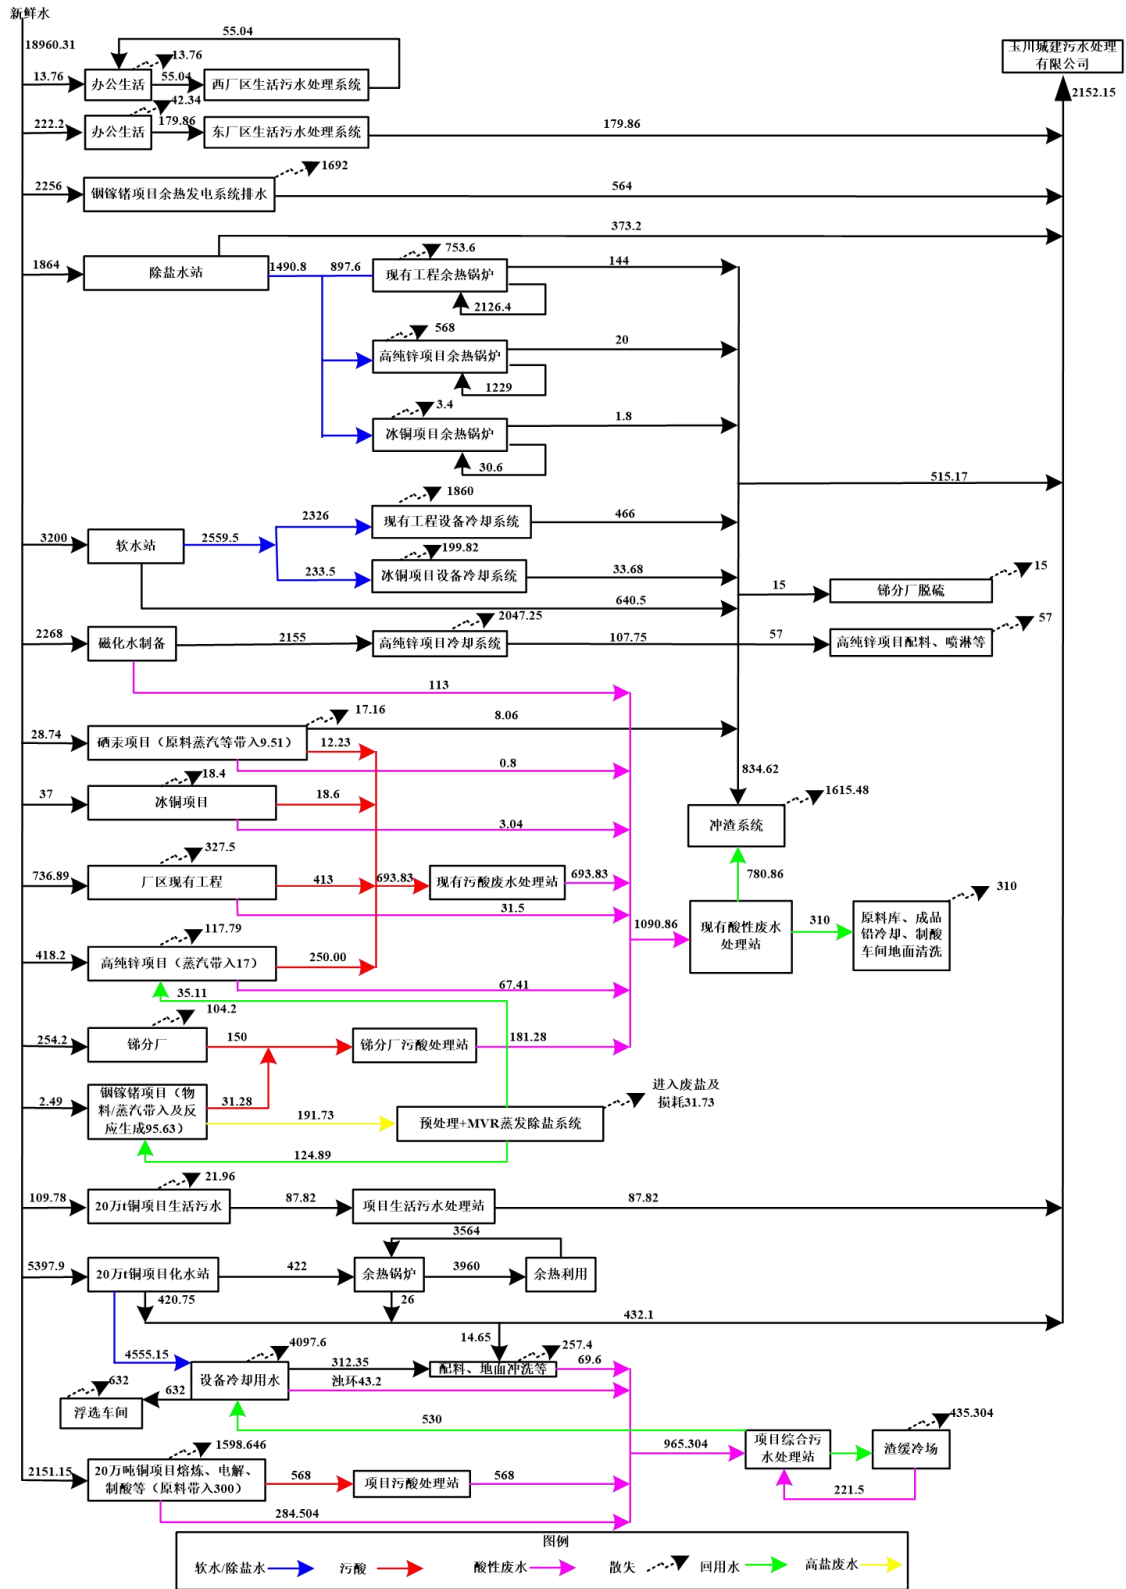 新鲜水
18960.31
55.04
13.76
13.76
办公生活
55.04
西厂区生活污水处理系统
玉川城建污水处理
有限公司
2152.15
42.34
222.2
办公生活
179.86
东厂区生活污水处理系统
179.86
1692
2256
铟镓锗项目余热发电系统排水
564
373.2
1864
除盐水站
1490.8
897.6
753.6
现有工程余热锅炉
144
2126.4
568
高纯锌项目余热锅炉
20
1229
3.4
冰铜项目余热锅炉
1.8
30.6
515.17
1860
3200
软水站
2559.5
2326
现有工程设备冷却系统
466
199.82
233.5
冰铜项目设备冷却系统
33.68
640.5
15
锑分厂脱硫
15
2047.25
2268
磁化水制备
2155
高纯锌项目冷却系统
107.75
57
高纯锌项目配料、喷淋等
57
113
17.16
28.74
硒汞项目（原料蒸汽等带入9.51）
8.06
12.23
0.8
18.4
37
冰铜项目
18.6
3.04
834.62
1615.48
冲渣系统
780.86
327.5
736.89
厂区现有工程
413
693.83
现有污酸废水处理站
693.83
31.5
1090.86
现有酸性废水
处理站
310
原料库、成品
铅冷却、制酸
车间地面清洗
310
117.79
418.2
高纯锌项目（蒸汽带入17）
250.00
67.41
35.11
104.2
254.2
锑分厂
150
锑分厂污酸处理站
181.28
2.49
铟镓锗项目（物
料/蒸汽带入及反
应生成95.63）
31.28
191.73
预处理+MVR蒸发除盐系统
进入废盐及
损耗31.73
124.89
21.96
109.78
20万t铜项目生活污水
87.82
项目生活污水处理站
87.82
3564
5397.9
20万t铜项目化水站
422
余热锅炉
3960
余热利用
420.75
26
432.1
14.65
4097.6
257.4
4555.15
设备冷却用水
312.35
配料、地面冲洗等
69.6
浊环43.2
632
632
浮选车间
530
435.304
965.304
项目综合污
水处理站
渣缓冷场
221.5
1598.646
2151.15
20万吨铜项目熔炼、电解、
制酸等（原料带入300）
568
项目污酸处理站
568
284.504
图例
软水/除盐水
污酸
酸性废水
散失
回用水
高盐废水